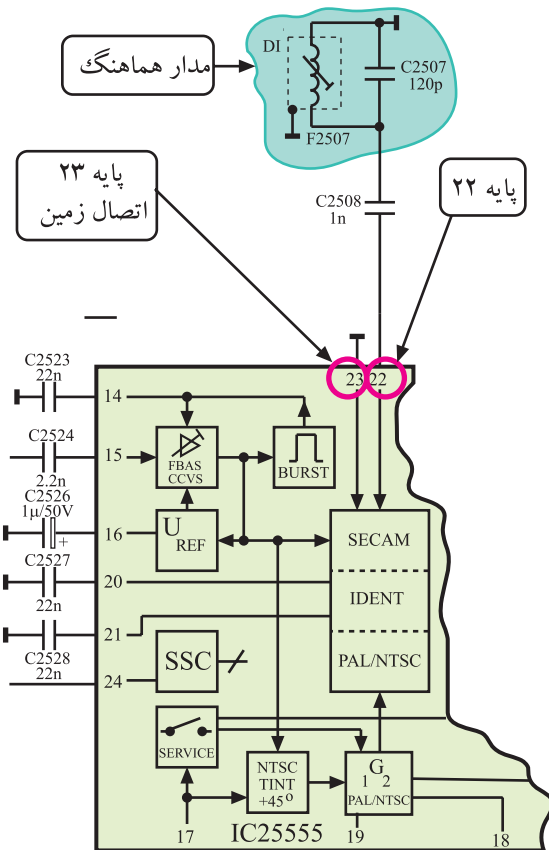 DI
مدار هماهنگ
C2507
120p
F2507
پایه ۲۳
اتصال زمین
پایه ۲۲
C2508
1n
C2523
22n
23 22
14
C2524
15
FBAS
CCVS
BURST
2.2n
C2526
1µ/50V
+
16
U
REF
SECAM
C2527
20
22n
IDENT
21
C2528
22n
SSC
PAL/NTSC
24
SERVICE
NTSC
TINT
+45º
G
1 2
PAL/NTSC
17
IC25555
19
18